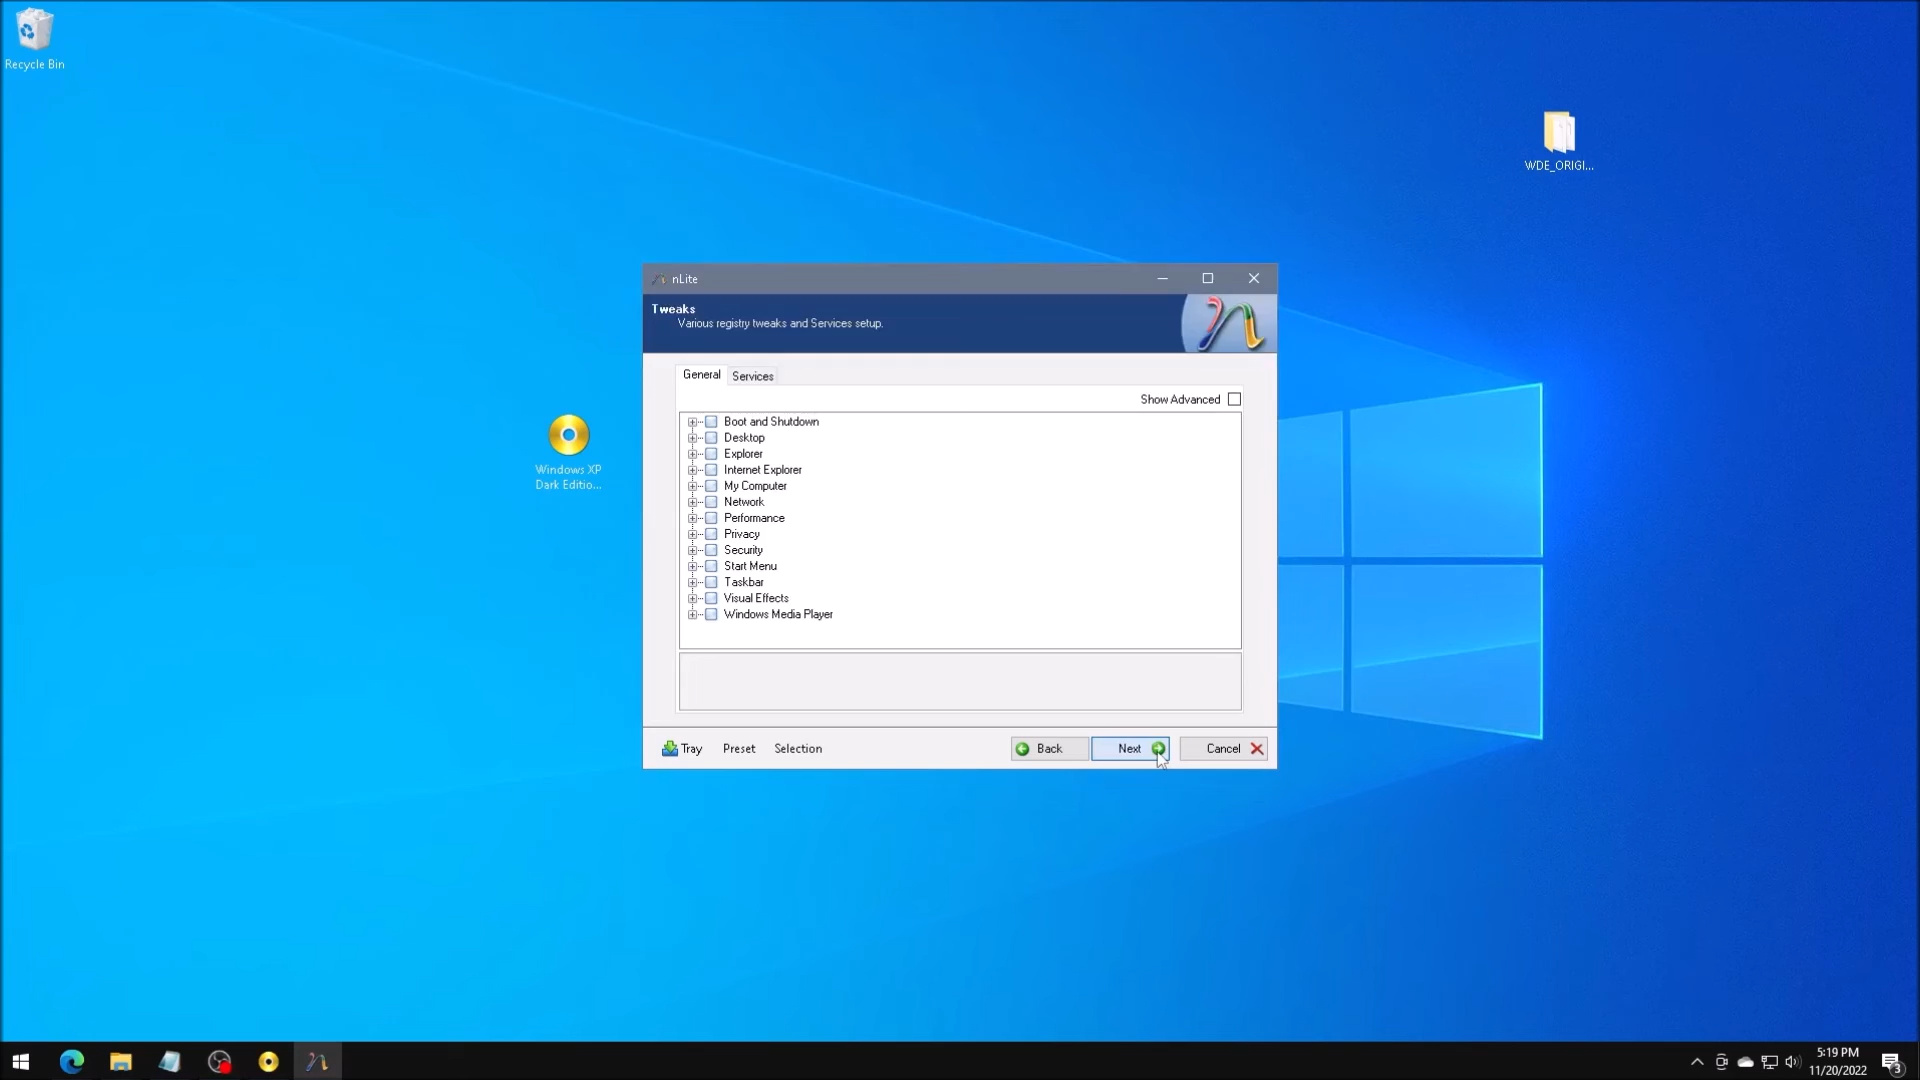 Recycle Bin
WDE_ORIGI...
Windows XP
Dark Editio...
nLite
Tweaks
Various registry tweaks and Services setup.
General
Services
Show Advanced
Boot and Shutdown
Desktop
Explorer
Internet Explorer
My Computer
Network
Performance
Privacy
Security
Start Menu
Taskbar
Visual Effects
Windows Media Player
Tray
Preset
Selection
Back
Next
Cancel
5:19 PM
11/20/2022
3